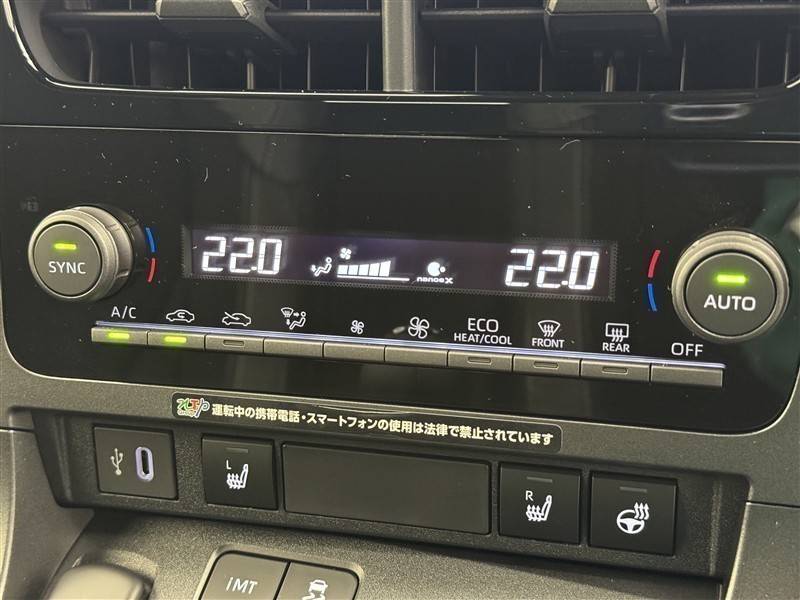 22.0
nanoe X
22.0
SYNC
AUTO
A/C
ECO
HEAT/COOL
FRONT
REAR
OFF
運転中の携帯電話・スマートフォンの使用は法律で禁止されています
L
R
iMT